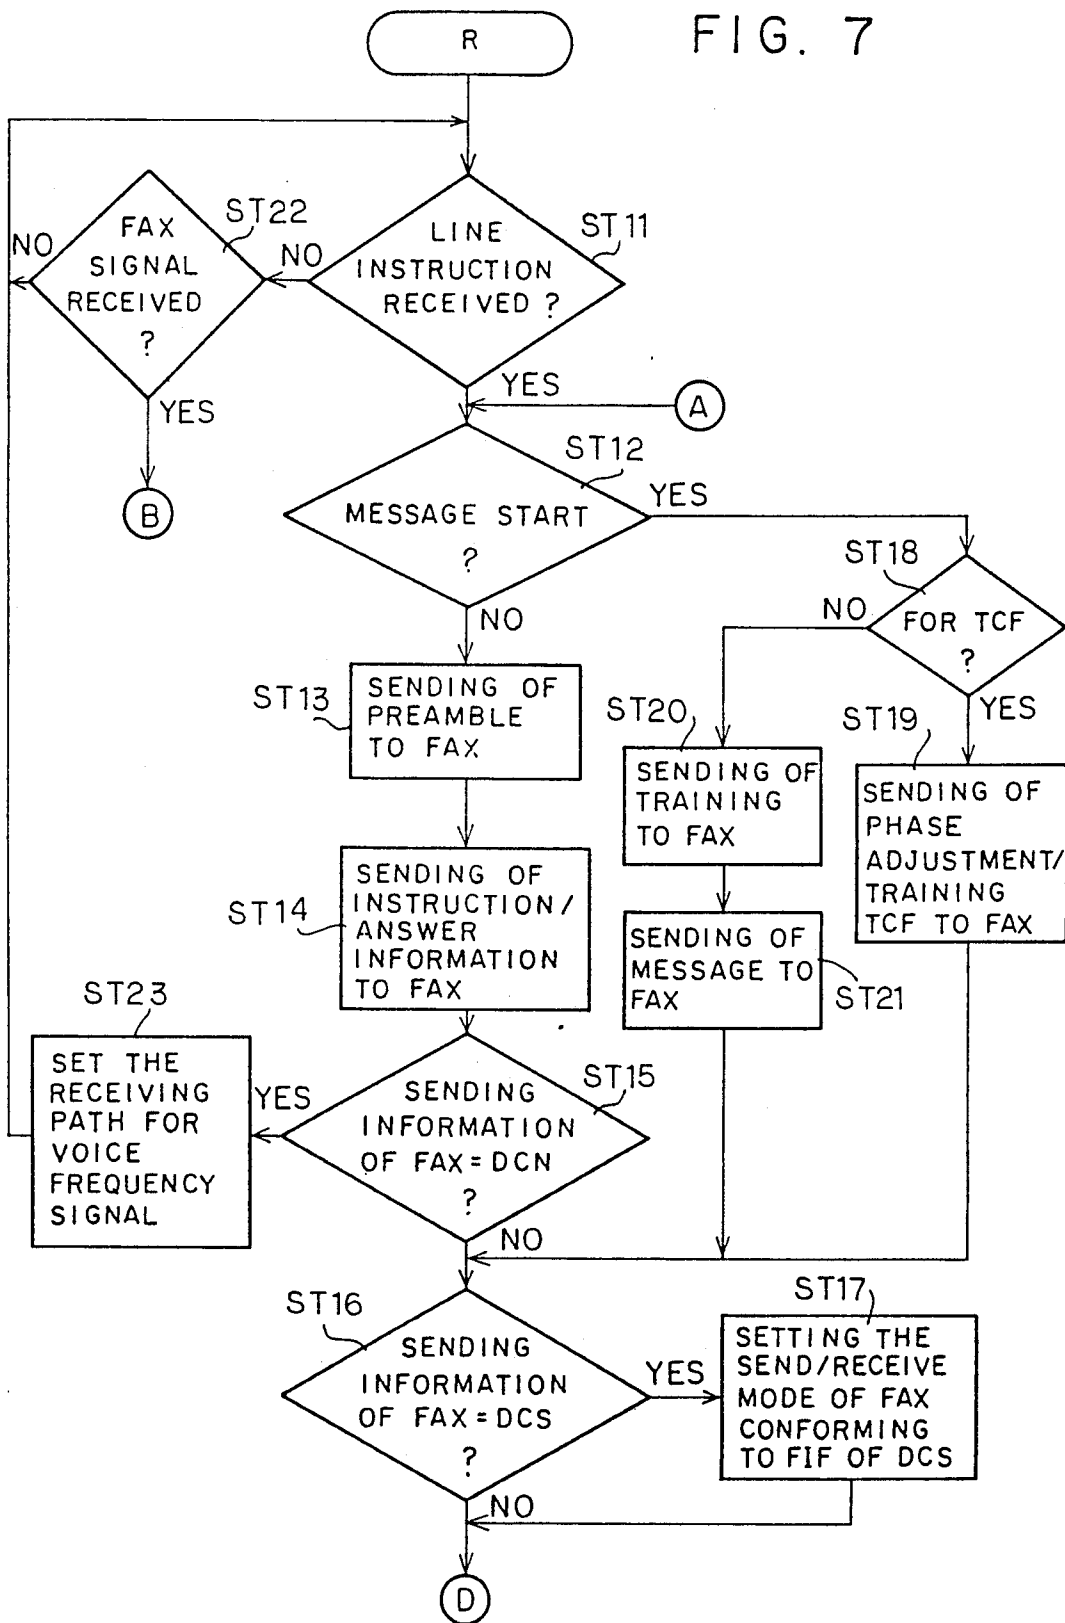 FIG. 7
R
ST11
LINE
INSTRUCTION
RECEIVED ?
NO
YES
ST22
FAX
SIGNAL
RECEIVED
?
NO
YES
B
A
ST12
MESSAGE START
?
YES
NO
ST18
FOR TCF
?
NO
YES
ST13
SENDING OF
PREAMBLE
TO FAX
ST20
SENDING OF
TRAINING
TO FAX
ST19
SENDING OF
PHASE
ADJUSTMENT/
TRAINING
TCF TO FAX
ST14
SENDING OF
INSTRUCTION/
ANSWER
INFORMATION
TO FAX
SENDING OF
MESSAGE TO
FAX
ST21
ST23
SET THE
RECEIVING
PATH FOR
VOICE
FREQUENCY
SIGNAL
YES
ST15
SENDING
INFORMATION
OF FAX=DCN
?
NO
ST16
SENDING
INFORMATION
OF FAX=DCS
?
YES
NO
ST17
SETTING THE
SEND/RECEIVE
MODE OF FAX
CONFORMING
TO FIF OF DCS
D